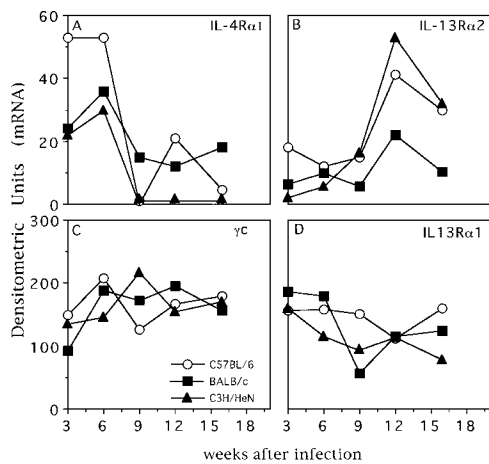 A IL-4Rα1
B IL-13Rα2
60
40
20
0
Units (mRNA)
C γc
D IL13Rα1
300
200
100
0
Densitometric
C57BL/6
BALB/c
C3H/HeN
3 6 9 12 15 18
3 6 9 12 15 18
weeks after infection